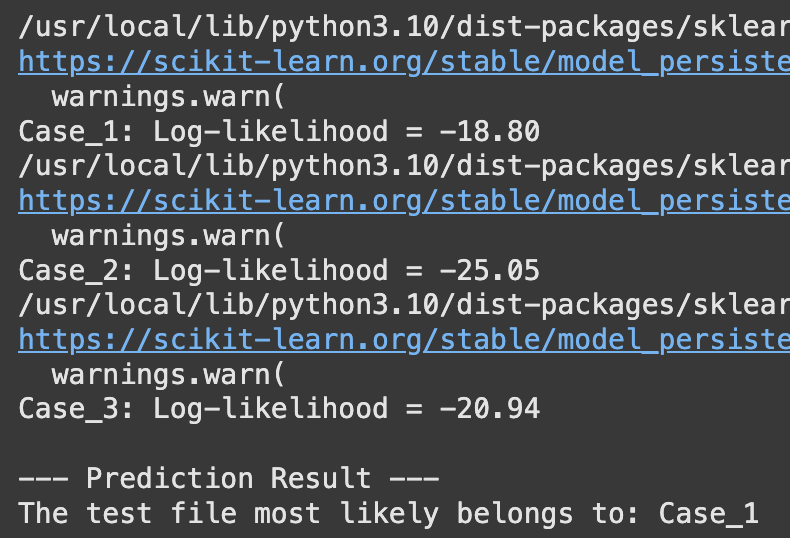 /usr/local/lib/python3.10/dist-packages/sklear
https://scikit-learn.org/stable/model_persiste
warnings.warn(
Case_1: Log-likelihood = -18.80
/usr/local/lib/python3.10/dist-packages/sklear
https://scikit-learn.org/stable/model_persiste
warnings.warn(
Case_2: Log-likelihood = -25.05
/usr/local/lib/python3.10/dist-packages/sklear
https://scikit-learn.org/stable/model_persiste
warnings.warn(
Case_3: Log-likelihood = -20.94
--- Prediction Result ---
The test file most likely belongs to: Case_1